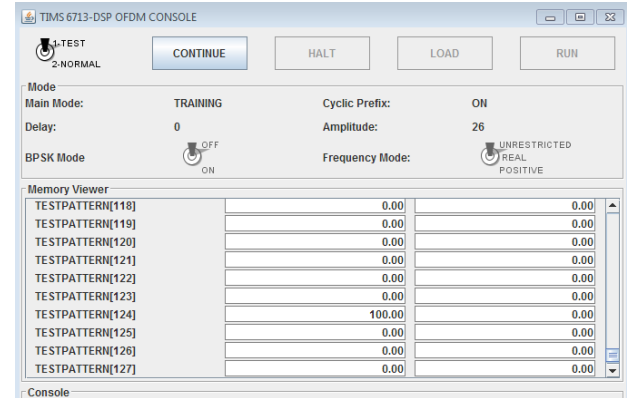 TIMS 6713-DSP OFDM CONSOLE
1-TEST
2-NORMAL
CONTINUE HALT LOAD RUN
Mode
Main Mode: TRAINING Cyclic Prefix: ON
Delay: 0 Amplitude: 26
BPSK Mode OFF ON Frequency Mode: UNRESTRICTED REAL POSITIVE
Memory Viewer
TESTPATTERN[118] 0.00 0.00
TESTPATTERN[119] 0.00 0.00
TESTPATTERN[120] 0.00 0.00
TESTPATTERN[121] 0.00 0.00
TESTPATTERN[122] 0.00 0.00
TESTPATTERN[123] 0.00 0.00
TESTPATTERN[124] 100.00 0.00
TESTPATTERN[125] 0.00 0.00
TESTPATTERN[126] 0.00 0.00
TESTPATTERN[127] 0.00 0.00
Console